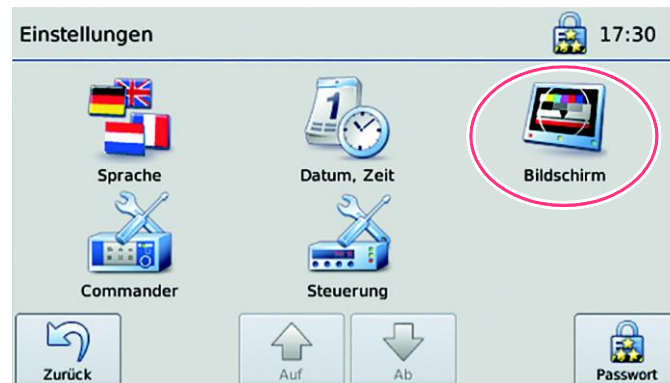 Einstellungen 17:30
Sprache Datum, Zeit Bildschirm
Commander Steuerung
Zurück Auf Ab Passwort